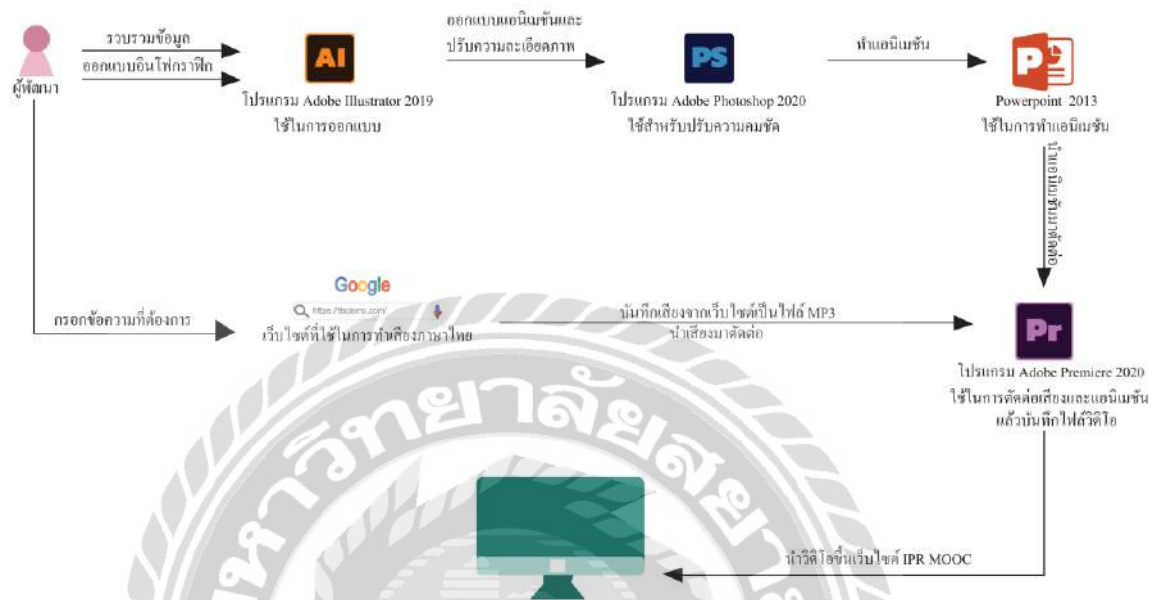 รวบรวมข้อมูล
ออกแบบอินโฟกราฟิก
ผู้พัฒนา
AI
โปรแกรม Adobe Illustrator 2019
ใช้ในการออกแบบ
ออกแบบแอนิเมชันและ
ปรับความละเอียดภาพ
PS
โปรแกรม Adobe Photoshop 2020
ใช้สำหรับปรับความคมชัด
ทำแอนิเมชัน
P
Powerpoint 2013
ใช้ในการทำแอนิเมชัน
นำแอนิเมชันมาตัดต่อ
กรอกข้อความที่ต้องการ
Google
เว็บไซต์ที่ใช้ในการทำเสียงภาษาไทย
บันทึกเสียงจากเว็บไซต์เป็นไฟล์ MP3
นำเสียงมาตัดต่อ
Pr
โปรแกรม Adobe Premiere 2020
ใช้ในการตัดต่อเสียงและแอนิเมชัน
แล้วบันทึกไฟล์วิดีโอ
นำวิดีโอขึ้นเว็บไซต์ IPR MOOC